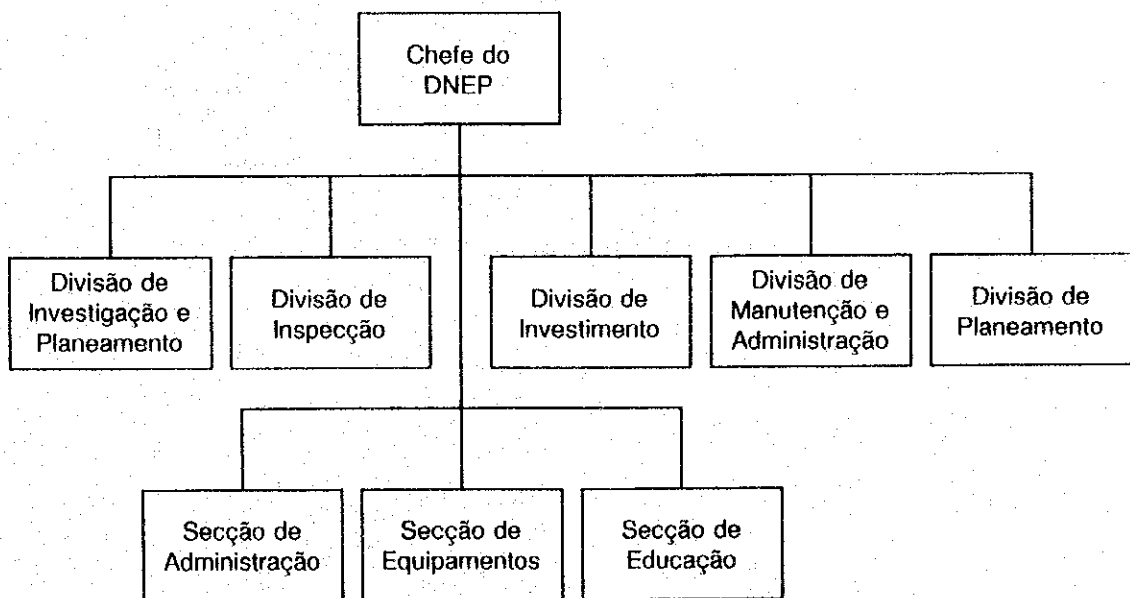 Chefe do
DNEP
Divisão de
Investigação e
Planeamento
Divisão de
Inspecção
Divisão de
Investimento
Divisão de
Manutenção e
Administração
Divisão de
Planeamento
Secção de
Administração
Secção de
Equipamentos
Secção de
Educação